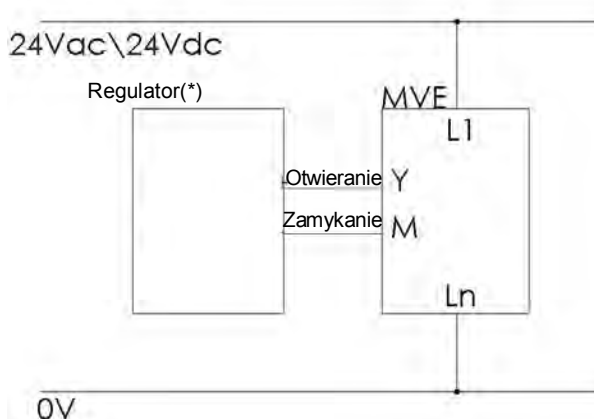 24Vac\24Vdc
Regulator(*)
MVE
L1
Otwieranie Y
Zamykanie M
Ln
0V